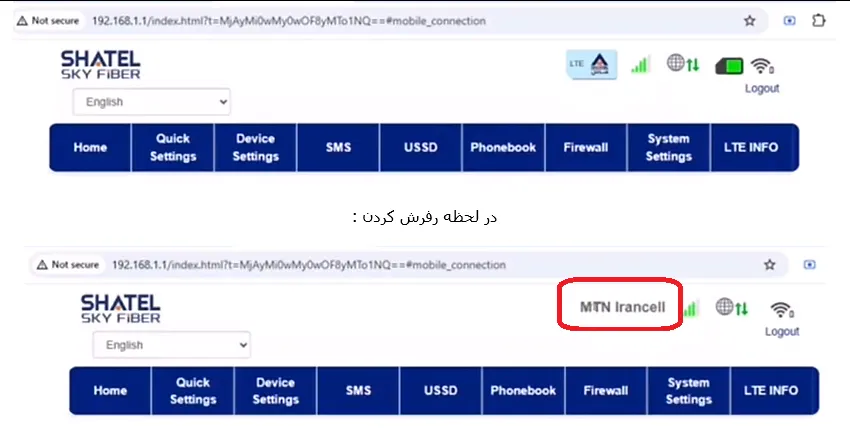 Not secure 192.168.1.1/index.html?t=MjAyMi0wMy0wOF8yMTo1NQ==#mobile_connection
SHATEL
SKY FiBER
LTE
Logout
English
Home Quick Settings Device Settings SMS USSD Phonebook Firewall System Settings LTE INFO
در لحظه رفرش کردن :
Not secure 192.168.1.1/index.html?t=MjAyMi0wMy0wOF8yMTo1NQ==#mobile_connection
SHATEL
SKY FiBER
MTN Irancell
Logout
English
Home Quick Settings Device Settings SMS USSD Phonebook Firewall System Settings LTE INFO